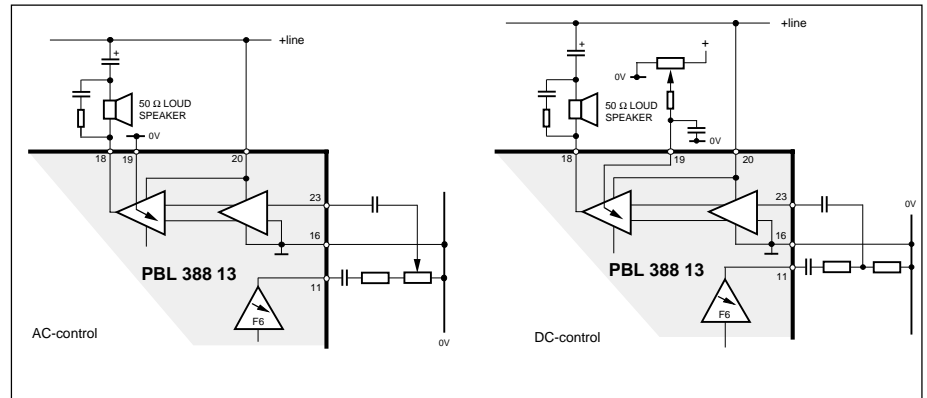 +line
+
50 Ω LOUD
SPEAKER
0V
18
19
20
23
16
11
PBL 388 13
F6
AC-control
0V
+line
+
+
0V
50 Ω LOUD
SPEAKER
0V
18
19
20
0V
23
16
11
PBL 388 13
F6
DC-control